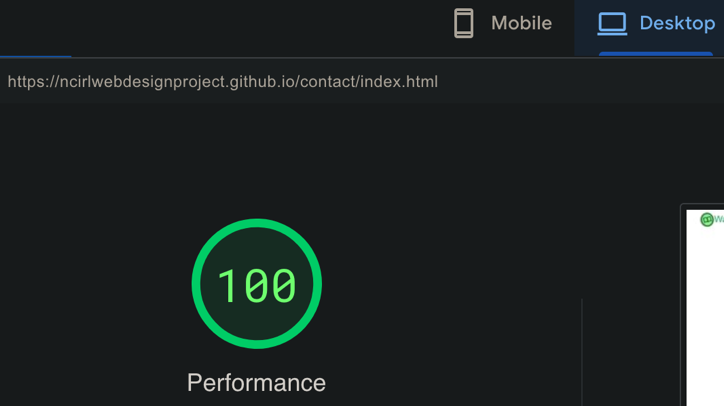 Mobile
Desktop
https://ncirlwebdesignproject.github.io/contact/index.html
100
Performance